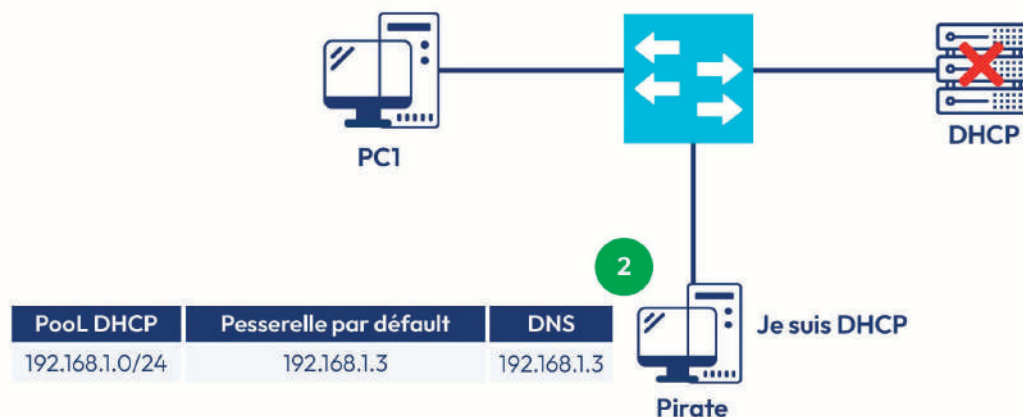 DHCP
PC1
2
PooL DHCP Pesserelle par défault DNS
192.168.1.0/24 192.168.1.3 192.168.1.3
Je suis DHCP
Pirate